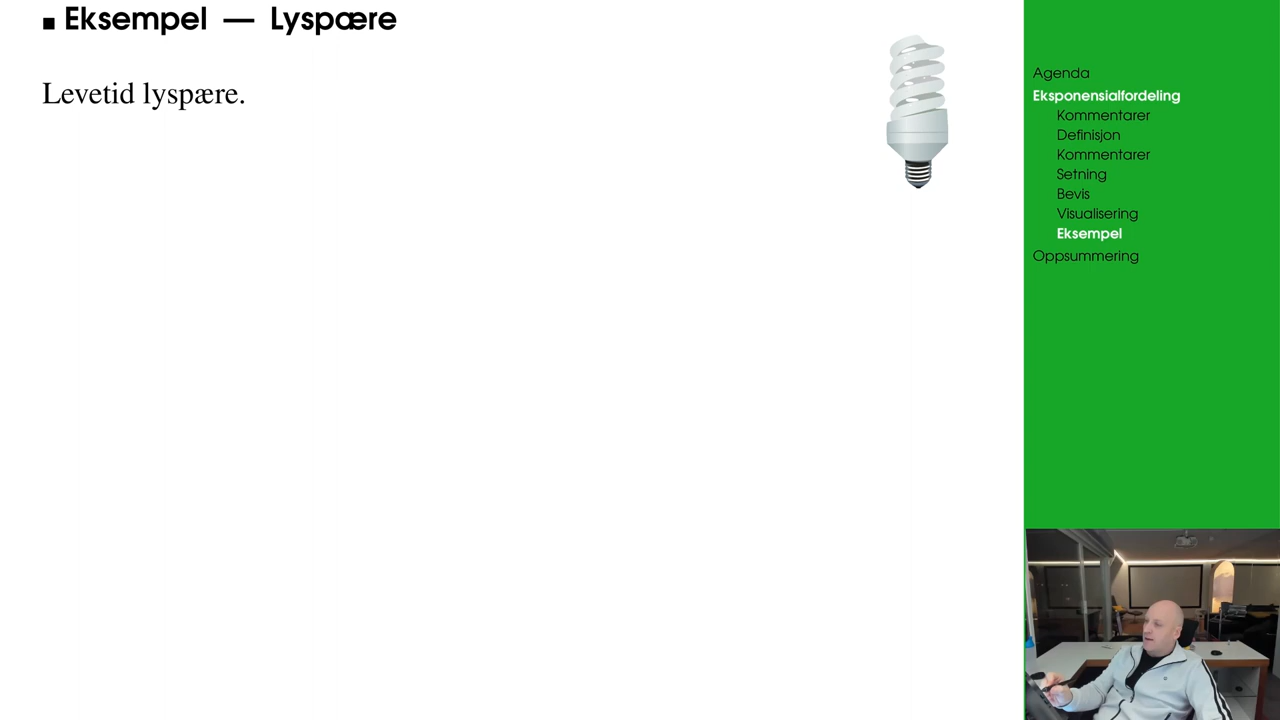 ▪ Eksempel — Lyspære
Levetid lyspære.
Agenda
Eksponensialfordeling
Kommentarer
Definisjon
Kommentarer
Setning
Bevis
Visualisering
Eksempel
Oppsummering